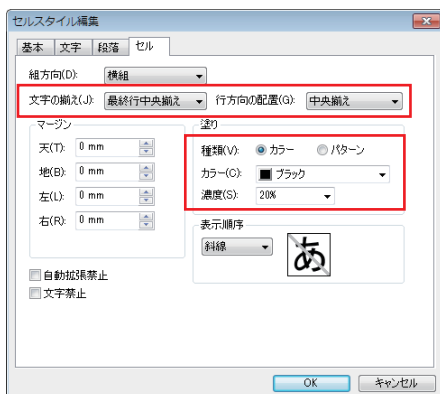 セルスタイル編集
基本 文字 段落 セル
組方向(D): 横組
文字の揃え(J): 最終行中央揃え 行方向の配置(G): 中央揃え
マージン
天(T): 0 mm
地(B): 0 mm
左(L): 0 mm
右(R): 0 mm
塗り
種類(V): カラー パターン
カラー(C): ブラック
濃度(S): 20%
表示順序
斜線 あ
自動拡張禁止
文字禁止
OK キャンセル